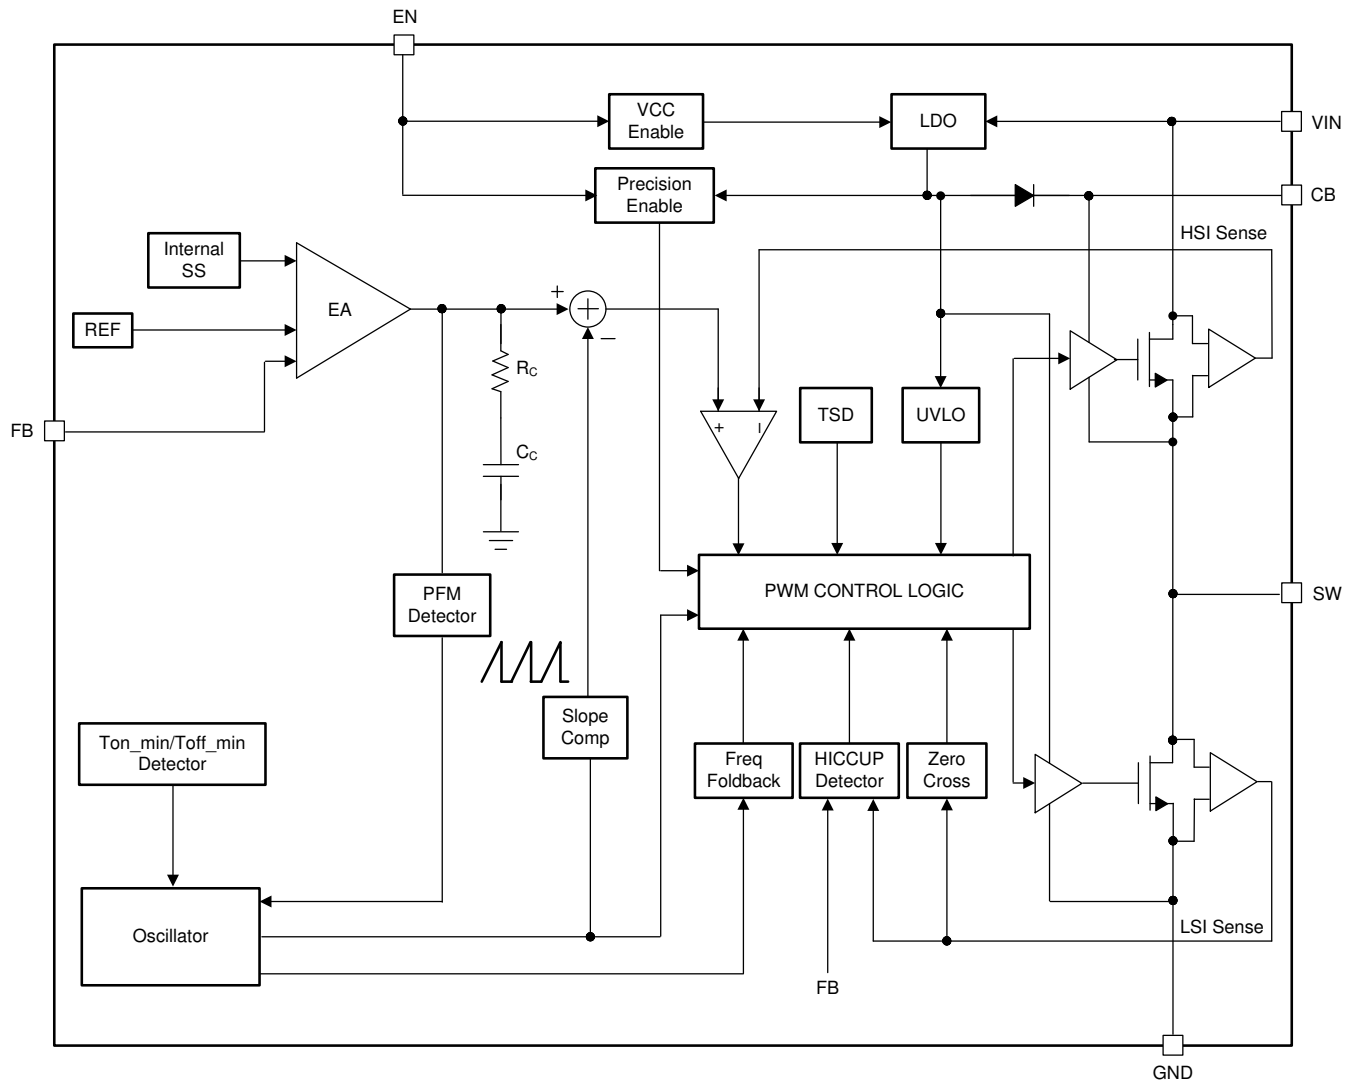 EN
VCC
Enable
LDO
VIN
Precision
Enable
CB
HSI Sense
Internal
SS
EA
REF
+
+
−
RC
FB
TSD
UVLO
+
−
CC
PWM CONTROL LOGIC
SW
PFM
Detector
Slope
Comp
Ton_min/Toff_min
Detector
Freq
Foldback
HICCUP
Detector
Zero
Cross
Oscillator
LSI Sense
FB
GND